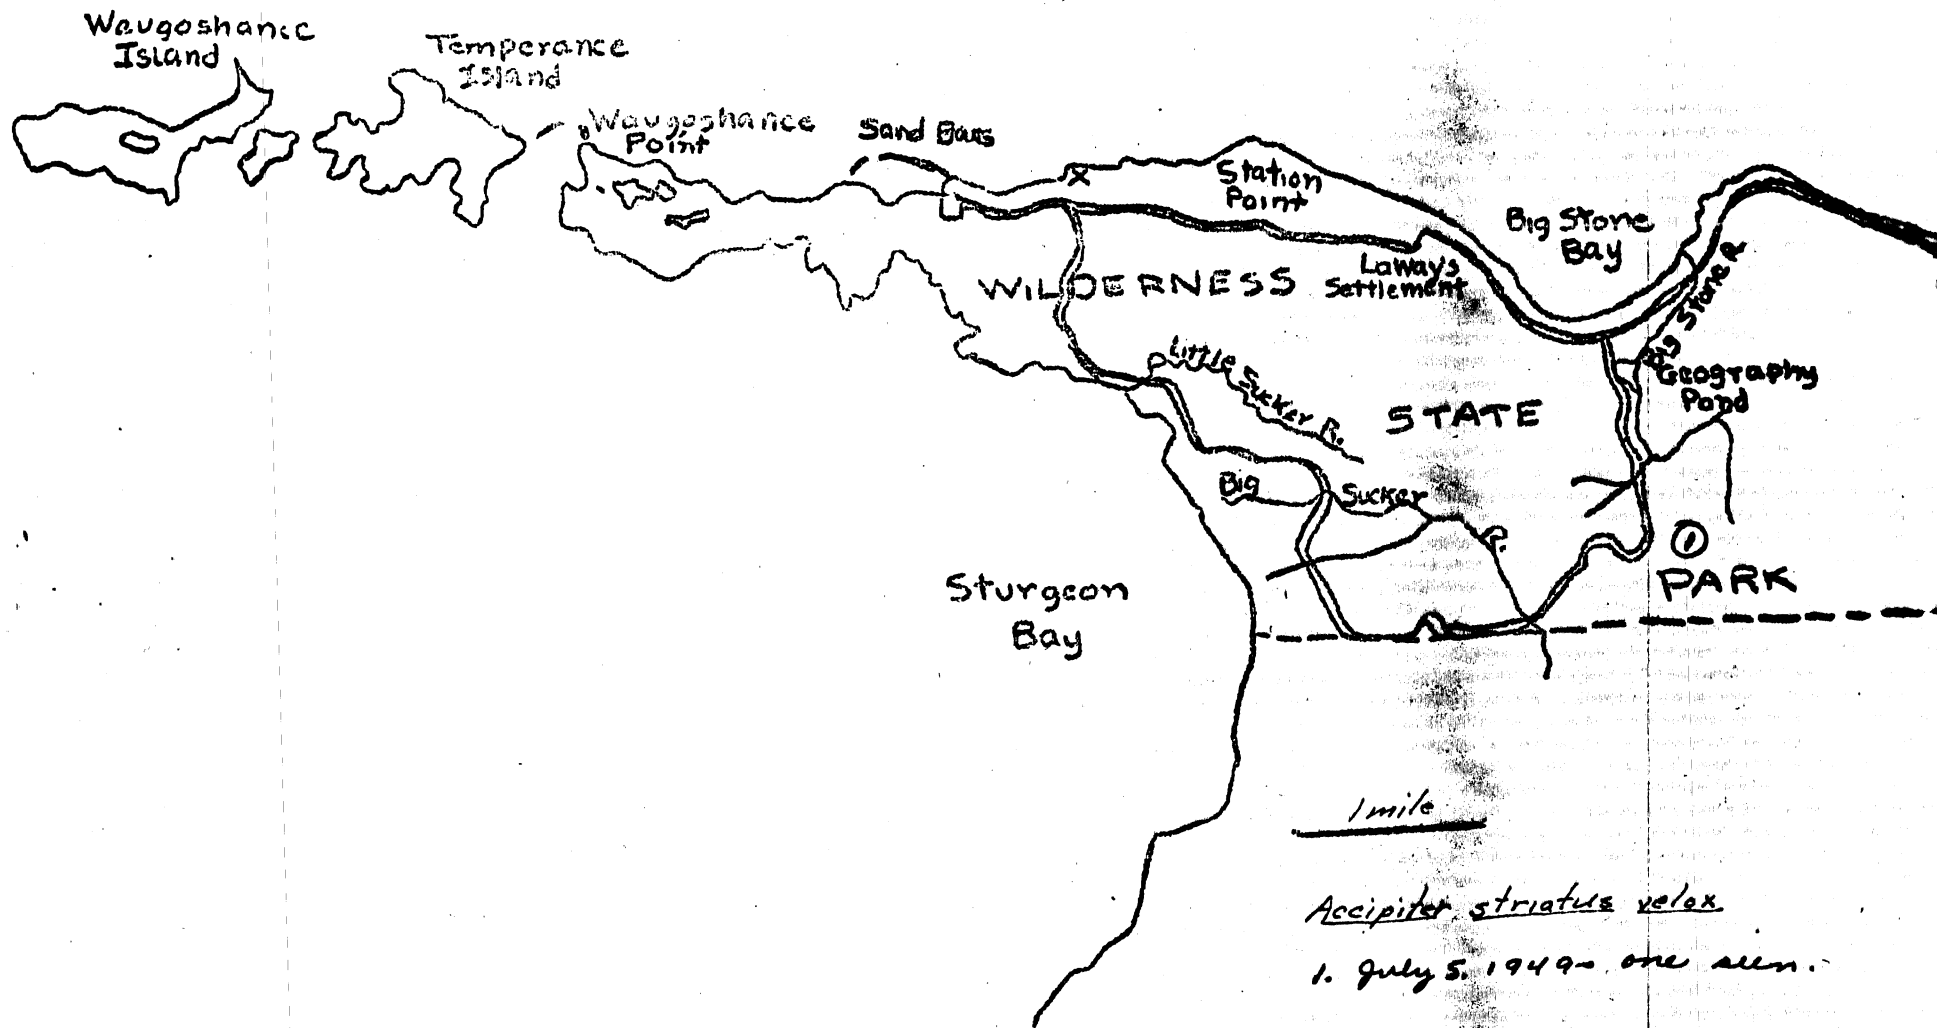 Waugoshance
Island
Temperance
Island
Waugoshance
Point
Sand Bars
x
Station
Point
Big Stone
Bay
Laway's
Settlement
WILDERNESS
Big Stone R
Geography
Pond
Little Sucker R.
STATE
Big Sucker R.
1
PARK
Sturgeon
Bay
1 mile
Accipiter striatus velox
1. July 5, 1949- one seen.